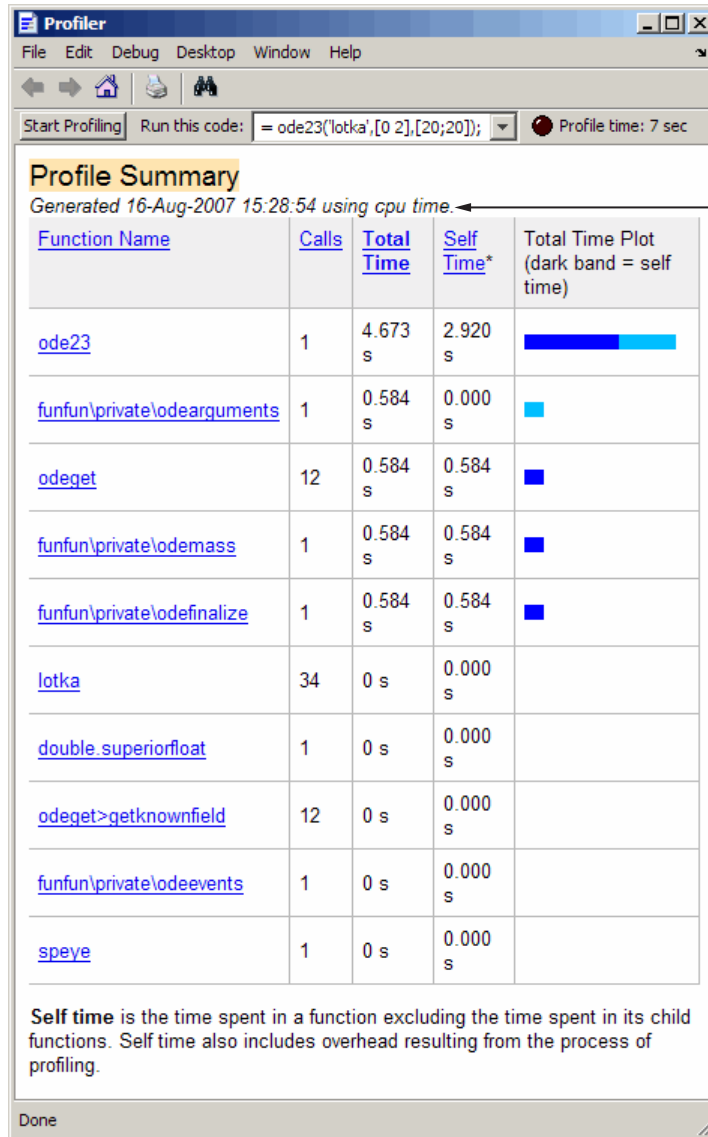 Profiler
File Edit Debug Desktop Window Help
Start Profiling Run this code: = ode23('lotka',[0 2],[20;20]); Profile time: 7 sec
Profile Summary
Generated 16-Aug-2007 15:28:54 using cpu time.
Function Name Calls Total Time Self Time* Total Time Plot (dark band = self time)
ode23 1 4.673 s 2.920 s
funfun\private\odearguments 1 0.584 s 0.000 s
odeget 12 0.584 s 0.584 s
funfun\private\odemass 1 0.584 s 0.584 s
funfun\private\odefinalize 1 0.584 s 0.584 s
lotka 34 0 s 0.000 s
double.superiorfloat 1 0 s 0.000 s
odeget>getknownfield 12 0 s 0.000 s
funfun\private\odeevents 1 0 s 0.000 s
speye 1 0 s 0.000 s
Self time is the time spent in a function excluding the time spent in its child
functions. Self time also includes overhead resulting from the process of
profiling.
Done